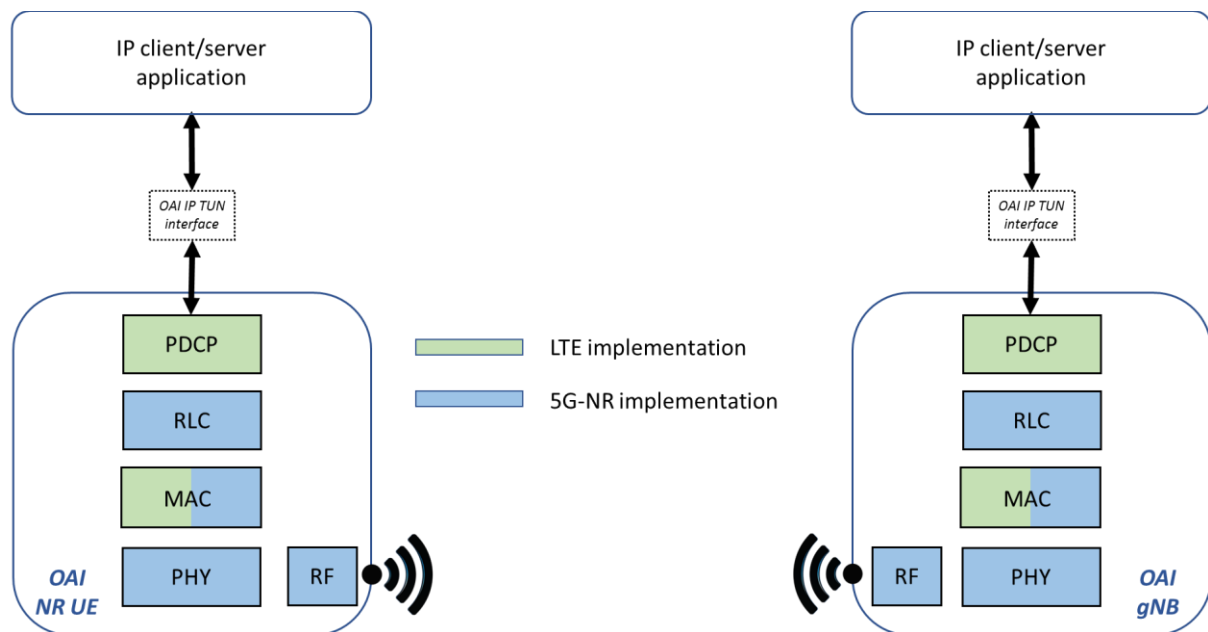 IP client/server
application
OAI IP TUN
interface
PDCP
RLC
MAC
PHY
RF
OAI
NR UE
LTE implementation
5G-NR implementation
IP client/server
application
OAI IP TUN
interface
PDCP
RLC
MAC
RF
PHY
OAI
gNB